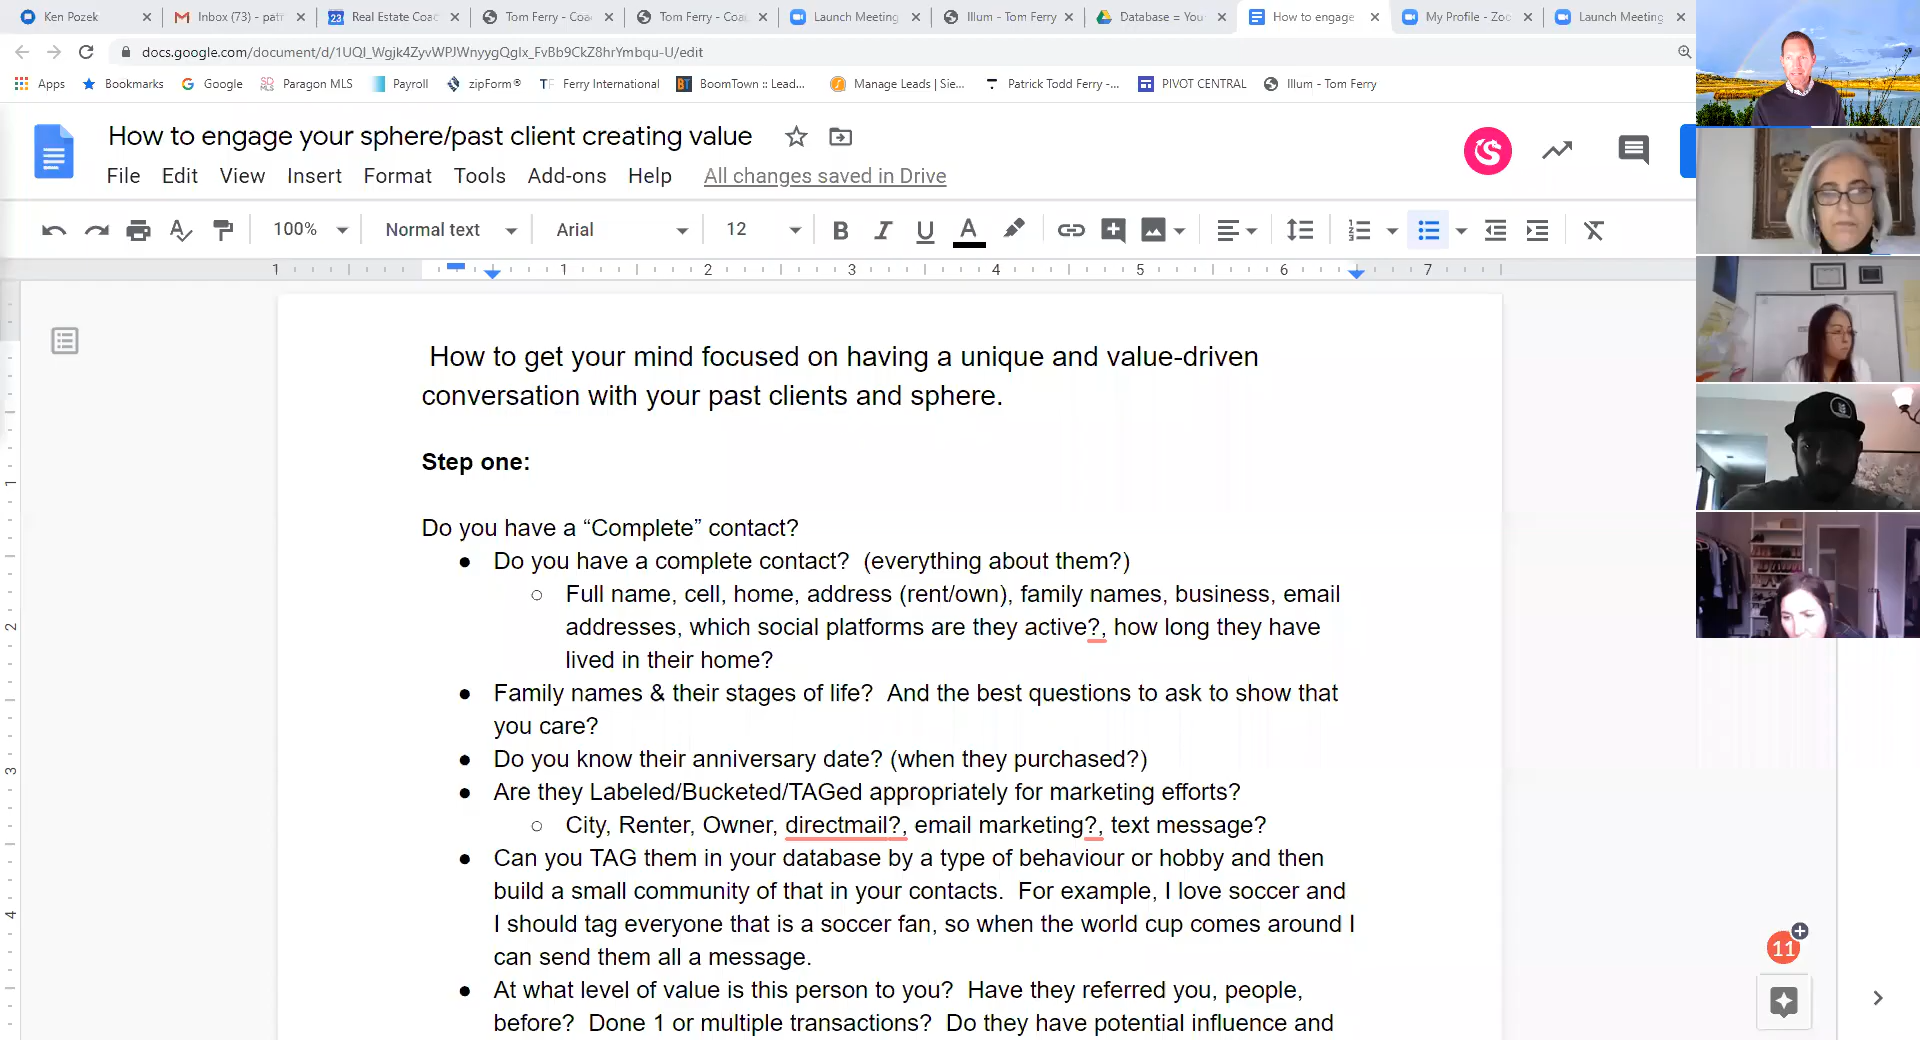 Ken Pozek
Inbox (73) - pat
Real Estate Coac
Tom Ferry - Coa
Tom Ferry - Coa
Launch Meeting
Illum - Tom Ferry
Database = You
How to engage
My Profile - Zoo
Launch Meeting
Apps
Bookmarks
Google
Paragon MLS
Payroll
zipForm®
Ferry International
BoomTown :: Lead...
Manage Leads | Sie...
Patrick Todd Ferry -...
PIVOT CENTRAL
Illum - Tom Ferry
How to engage your sphere/past client creating value
File Edit View Insert Format Tools Add-ons Help All changes saved in Drive
100% Normal text Arial 12
1 1 2 3 4 5 6 7
How to get your mind focused on having a unique and value-driven
conversation with your past clients and sphere.
Step one:
Do you have a “Complete” contact?
● Do you have a complete contact? (everything about them?)
○ Full name, cell, home, address (rent/own), family names, business, email
addresses, which social platforms are they active?, how long they have
lived in their home?
● Family names & their stages of life? And the best questions to ask to show that
you care?
● Do you know their anniversary date? (when they purchased?)
● Are they Labeled/Bucketed/TAGed appropriately for marketing efforts?
○ City, Renter, Owner, directmail?, email marketing?, text message?
● Can you TAG them in your database by a type of behaviour or hobby and then
build a small community of that in your contacts. For example, I love soccer and
I should tag everyone that is a soccer fan, so when the world cup comes around I
can send them all a message.
● At what level of value is this person to you? Have they referred you, people,
before? Done 1 or multiple transactions? Do they have potential influence and
1
2
3
4
11